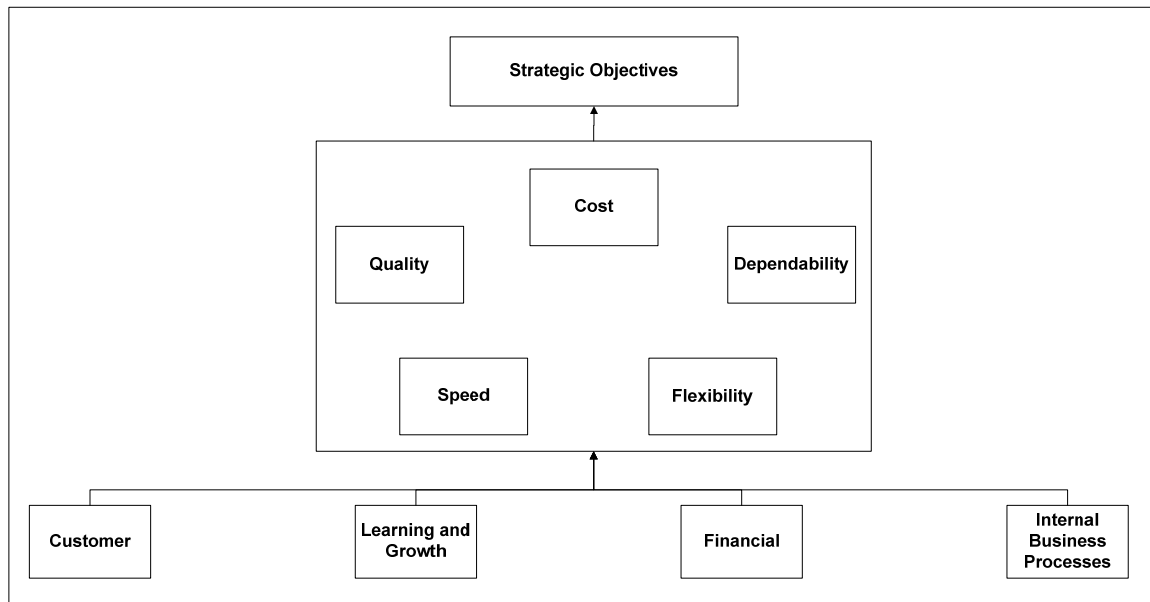 Strategic Objectives
Cost
Quality
Dependability
Speed
Flexibility
Customer
Learning and
Growth
Financial
Internal
Business
Processes